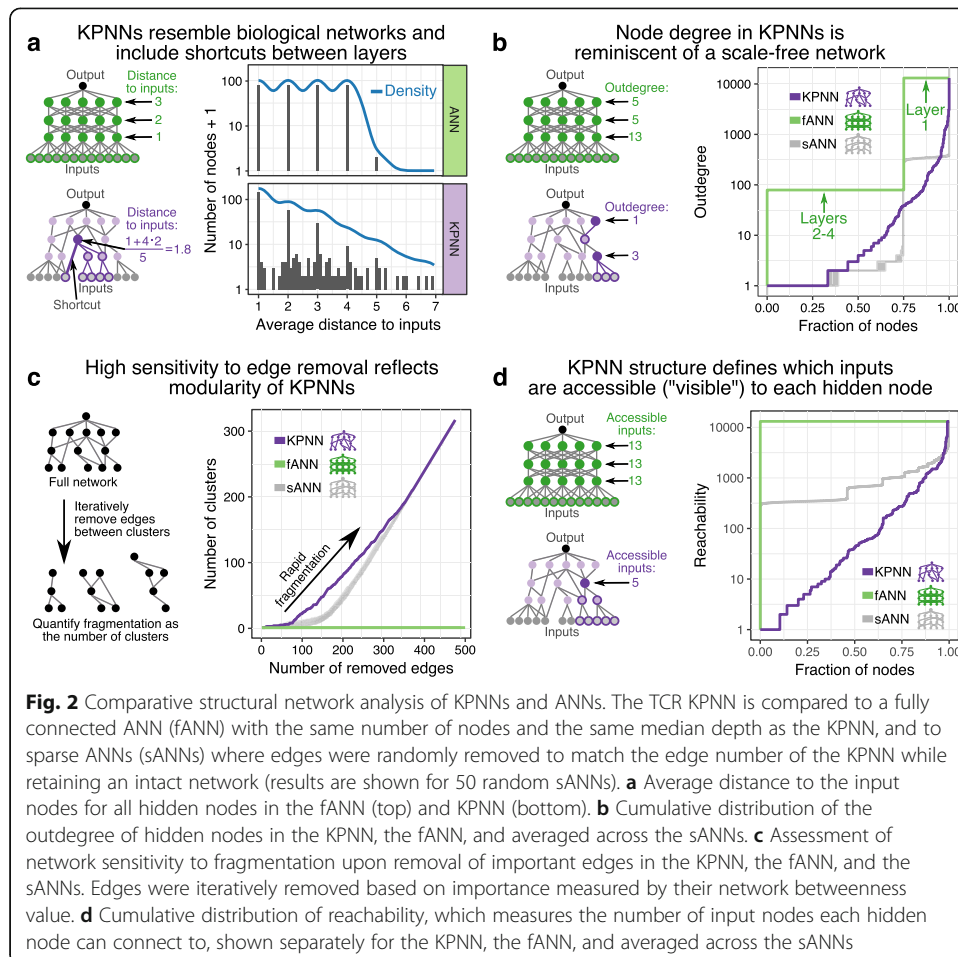 a
KPNNs resemble biological networks and
include shortcuts between layers
Output
Distance
to inputs:
3
2
1
Inputs
Output
Distance
to inputs:
1+4·2
5
=1.8
Inputs
Shortcut
Number of nodes + 1
100
10
1
Density
ANN
100
10
1
KPNN
1 2 3 4 5 6 7
Average distance to inputs
b
Node degree in KPNNs is
reminiscent of a scale-free network
Output
Outdegree:
5
5
13
Inputs
Output
Outdegree:
1
3
Inputs
Outdegree
10000
1000
100
10
1
KPNN
fANN
sANN
Layer
1
Layers
2-4
0.00 0.25 0.50 0.75 1.00
Fraction of nodes
c
High sensitivity to edge removal reflects
modularity of KPNNs
Full network
Iteratively
remove edges
between clusters
Quantify fragmentation as
the number of clusters
Number of clusters
300
200
100
0
KPNN
fANN
sANN
Rapid
fragmentation
0 100 200 300 400 500
Number of removed edges
d
KPNN structure defines which inputs
are accessible ("visible") to each hidden node
Output
Accessible
inputs:
13
13
13
Inputs
Output
Accessible
inputs:
5
Inputs
Reachability
10000
1000
100
10
1
KPNN
fANN
sANN
0.00 0.25 0.50 0.75 1.00
Fraction of nodes
Fig. 2 Comparative structural network analysis of KPNNs and ANNs. The TCR KPNN is compared to a fully
connected ANN (fANN) with the same number of nodes and the same median depth as the KPNN, and to
sparse ANNs (sANNs) where edges were randomly removed to match the edge number of the KPNN while
retaining an intact network (results are shown for 50 random sANNs). a Average distance to the input
nodes for all hidden nodes in the fANN (top) and KPNN (bottom). b Cumulative distribution of the
outdegree of hidden nodes in the KPNN, the fANN, and averaged across the sANNs. c Assessment of
network sensitivity to fragmentation upon removal of important edges in the KPNN, the fANN, and the
sANNs. Edges were iteratively removed based on importance measured by their network betweenness
value. d Cumulative distribution of reachability, which measures the number of input nodes each hidden
node can connect to, shown separately for the KPNN, the fANN, and averaged across the sANNs